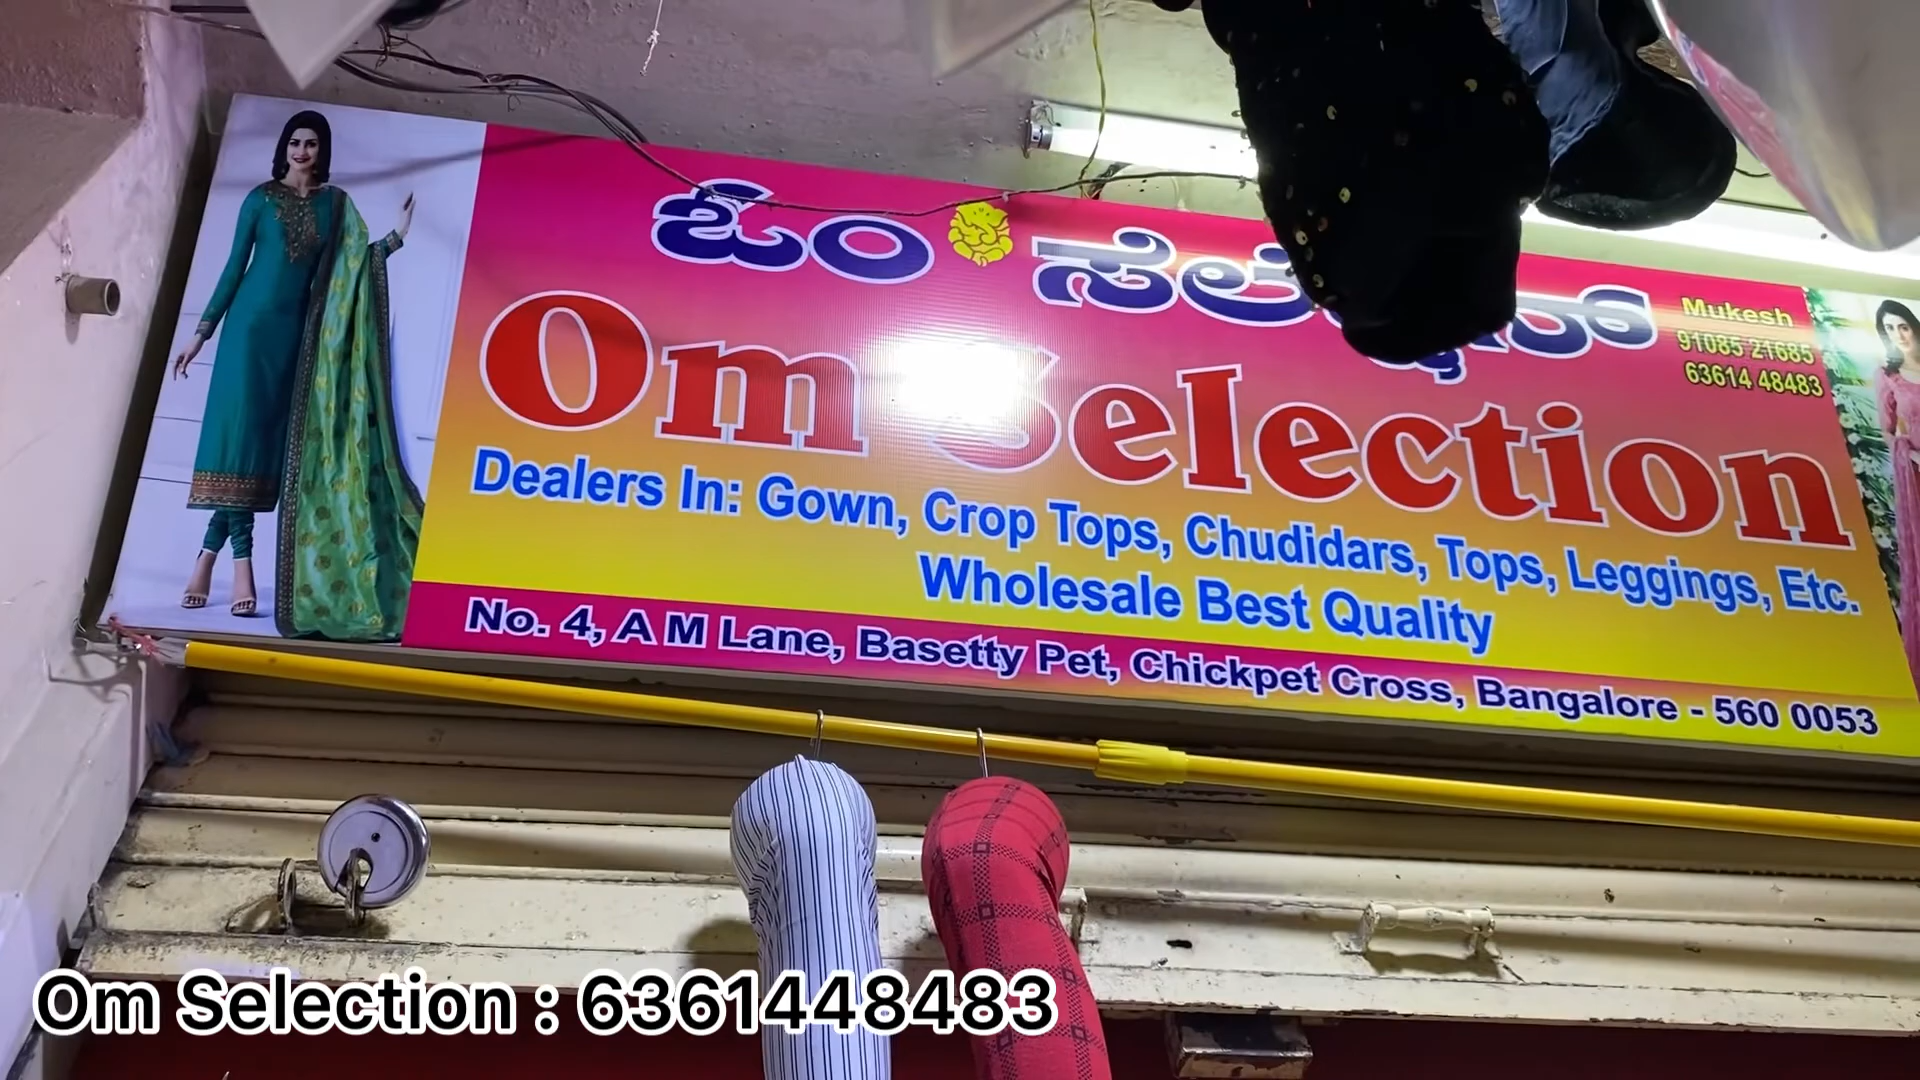 ಓಂ
Om Selection
Mukesh
91085 21685
63614 48483
Dealers In: Gown, Crop Tops, Chudidars, Tops, Leggings, Etc.
Wholesale Best Quality
No. 4, A M Lane, Basetty Pet, Chickpet Cross, Bangalore - 560 0053
Om Selection : 6361448483